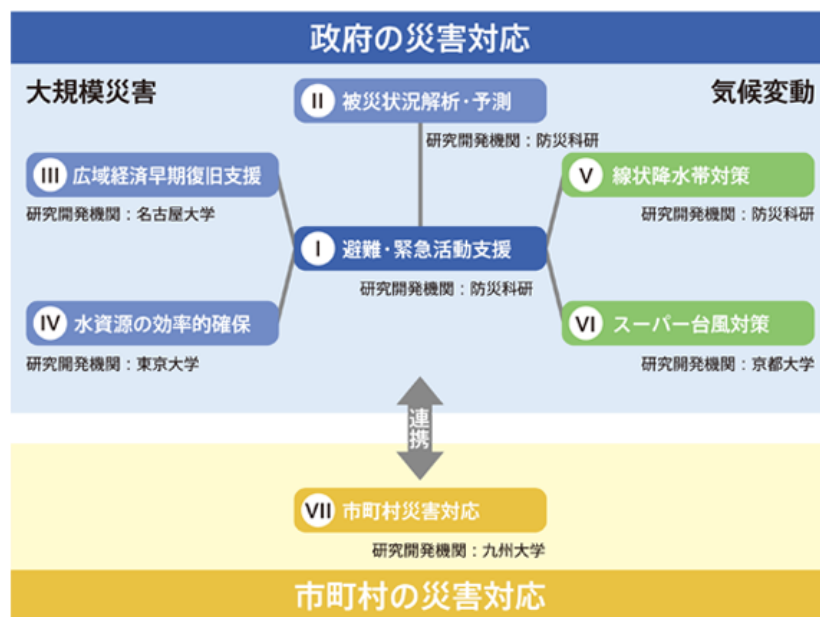 政府の災害対応
大規模災害
気候変動
II 被災状況解析・予測
研究開発機関：防災科研
III 広域経済早期復旧支援
研究開発機関：名古屋大学
V 線状降水帯対策
研究開発機関：防災科研
I 避難・緊急活動支援
研究開発機関：防災科研
IV 水資源の効率的確保
研究開発機関：東京大学
VI スーパー台風対策
研究開発機関：京都大学
連携
VII 市町村災害対応
研究開発機関：九州大学
市町村の災害対応